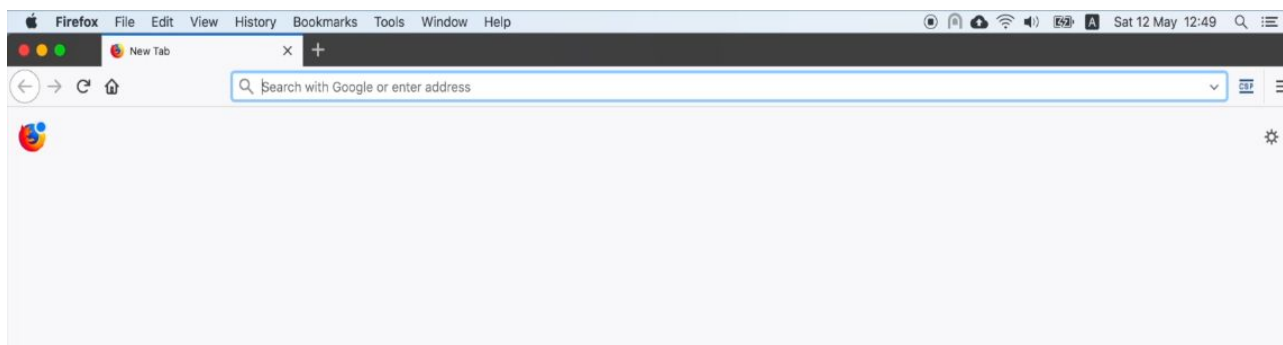 Firefox File Edit View History Bookmarks Tools Window Help A Sat 12 May 12:49
New Tab
Search with Google or enter address
CSP